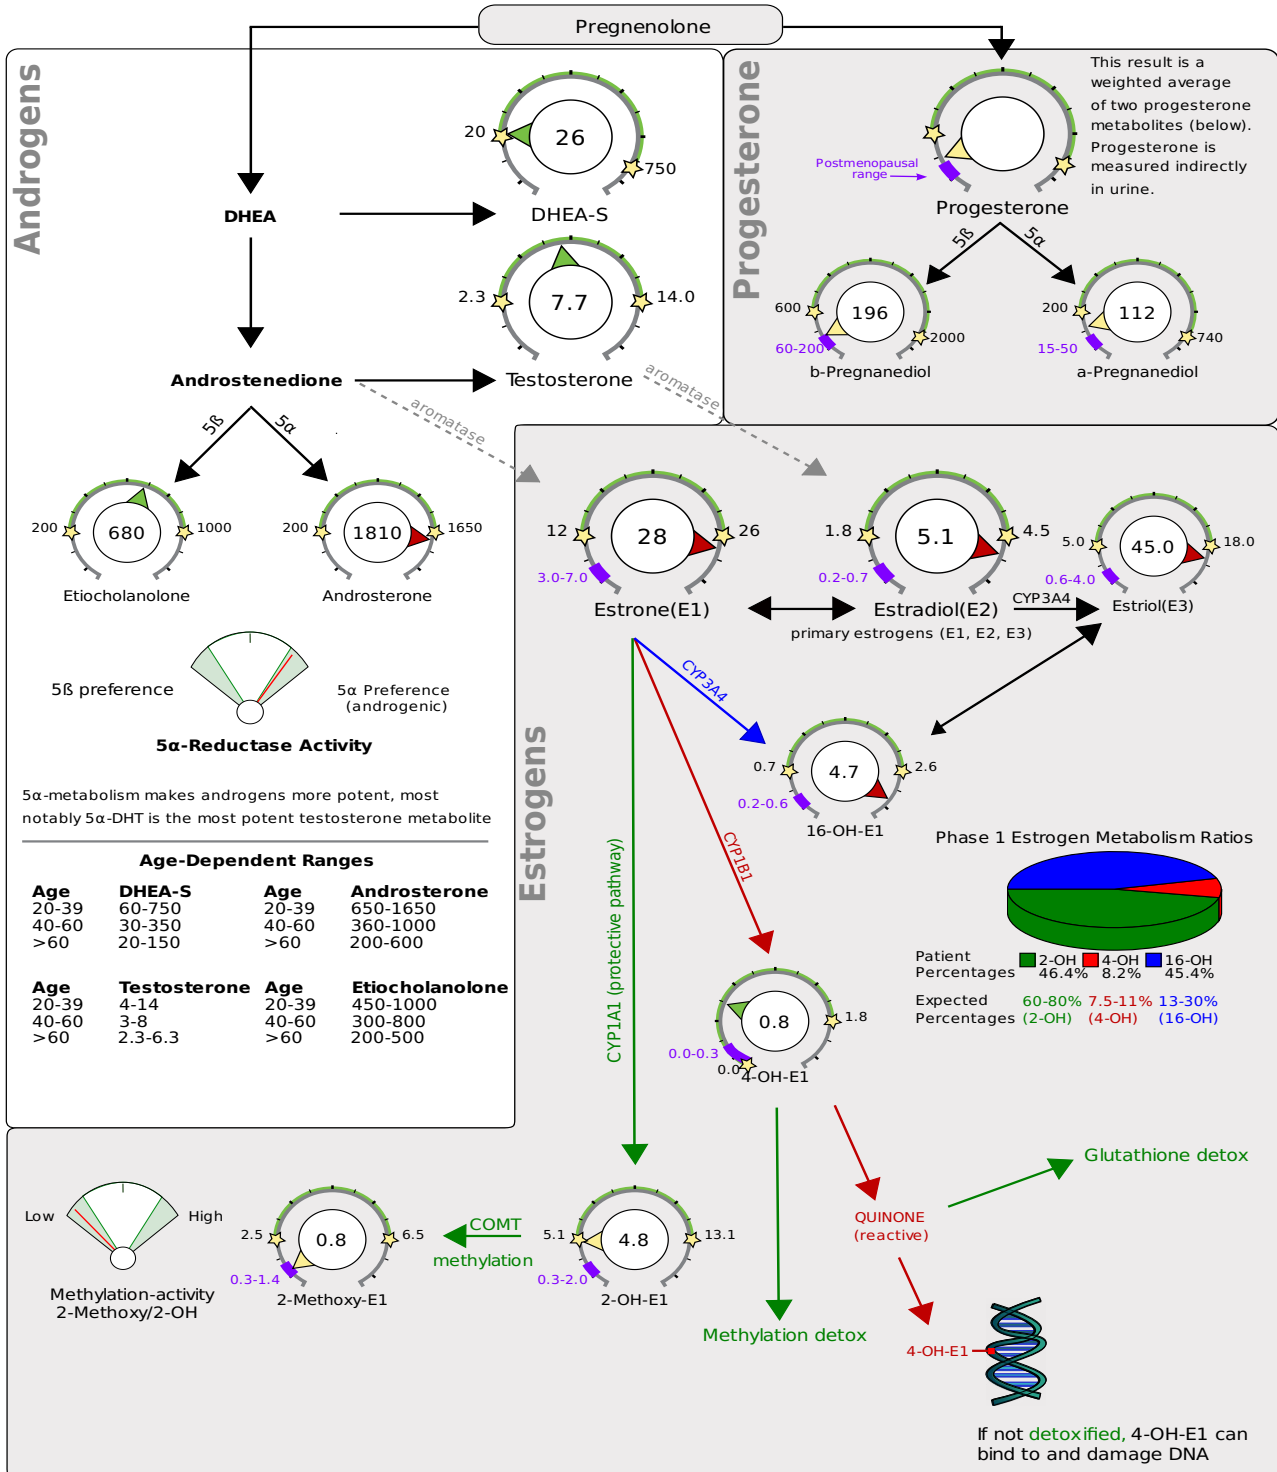 Pregnenolone
Androgens
20
26
750
DHEA-S
DHEA
2.3
7.7
14.0
Testosterone
Androstenedione
aromatase
aromatase
5ß
5α
200
680
1000
Etiocholanolone
200
1810
1650
Androsterone
5ß preference
5α Preference
(androgenic)
5α-Reductase Activity
5α-metabolism makes androgens more potent, most
notably 5α-DHT is the most potent testosterone metabolite
Age-Dependent Ranges
Age DHEA-S Age Androsterone
20-39 60-750 20-39 650-1650
40-60 30-350 40-60 360-1000
>60 20-150 >60 200-600
Age Testosterone Age Etiocholanolone
20-39 4-14 20-39 450-1000
40-60 3-8 40-60 300-800
>60 2.3-6.3 >60 200-500
Progesterone
This result is a
weighted average
of two progesterone
metabolites (below).
Progesterone is
measured indirectly
in urine.
Postmenopausal
range
Progesterone
5ß
5α
600
196
2000
60-200
b-Pregnanediol
200
112
740
15-50
a-Pregnanediol
Estrogens
12
28
26
3.0-7.0
Estrone(E1)
1.8
5.1
4.5
0.2-0.7
Estradiol(E2)
CYP3A4
5.0
45.0
18.0
0.6-4.0
Estriol(E3)
primary estrogens (E1, E2, E3)
CYP3A4
0.7
4.7
2.6
0.2-0.6
16-OH-E1
CYP1B1
CYP1A1 (protective pathway)
Phase 1 Estrogen Metabolism Ratios
Patient
Percentages
2-OH 4-OH 16-OH
46.4% 8.2% 45.4%
Expected
Percentages
60-80% 7.5-11% 13-30%
(2-OH) (4-OH) (16-OH)
0.8
1.8
0.0-0.3
0.0
4-OH-E1
Low
High
Methylation-activity
2-Methoxy/2-OH
2.5
0.8
6.5
0.3-1.4
2-Methoxy-E1
COMT
methylation
5.1
4.8
13.1
0.3-2.0
2-OH-E1
Methylation detox
QUINONE
(reactive)
Glutathione detox
4-OH-E1
If not detoxified, 4-OH-E1 can
bind to and damage DNA